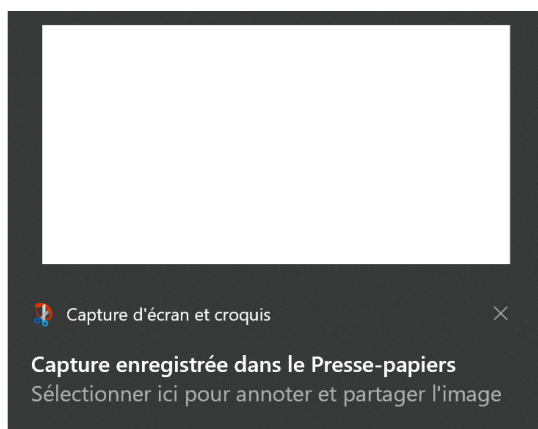 Capture d'écran et croquis
Capture enregistrée dans le Presse-papiers
Sélectionner ici pour annoter et partager l'image